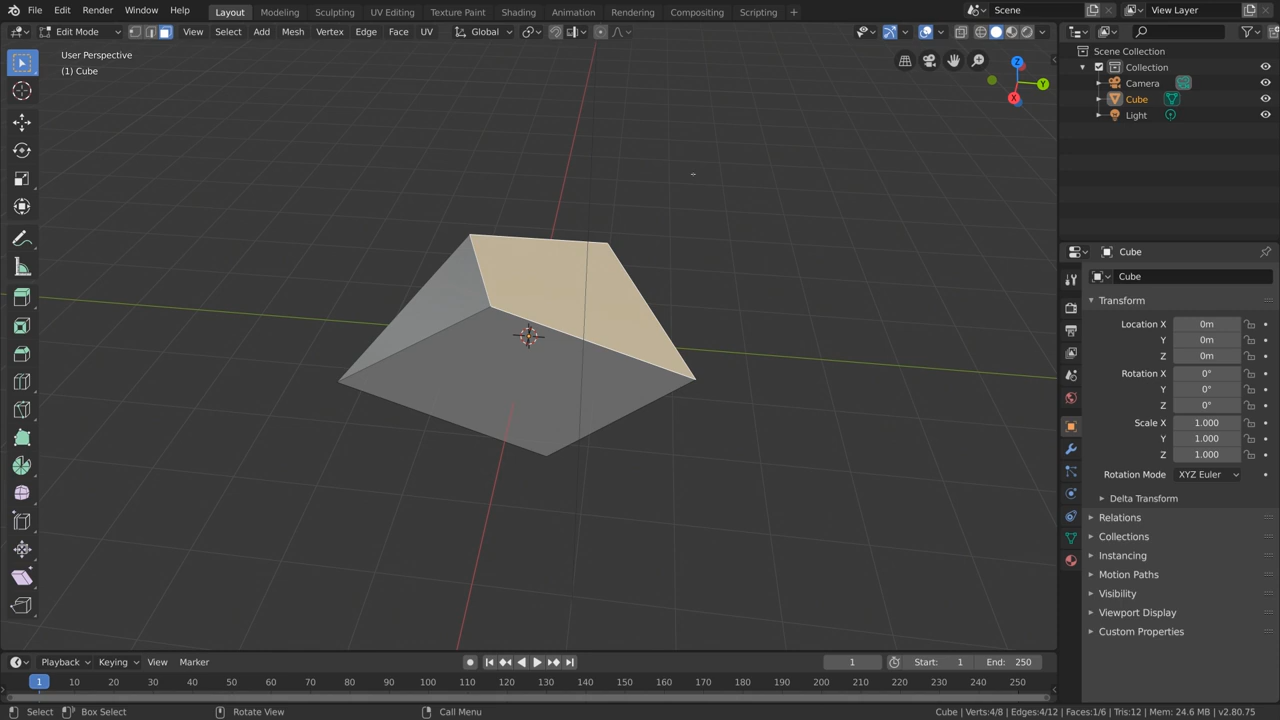 File Edit Render Window Help Layout Modeling Sculpting UV Editing Texture Paint Shading Animation Rendering Compositing Scripting + Scene View Layer
Edit Mode View Select Add Mesh Vertex Edge Face UV Global
User Perspective
(1) Cube
Z
Y
X
Scene Collection
Collection
Camera
Cube
Light
Cube
Cube
Transform
Location X 0m
Y 0m
Z 0m
Rotation X 0°
Y 0°
Z 0°
Scale X 1.000
Y 1.000
Z 1.000
Rotation Mode XYZ Euler
Delta Transform
Relations
Collections
Instancing
Motion Paths
Visibility
Viewport Display
Custom Properties
Playback Keying View Marker 1 Start: 1 End: 250
1 10 20 30 40 50 60 70 80 90 100 110 120 130 140 150 160 170 180 190 200 210 220 230 240 250
Select Box Select Rotate View Call Menu Cube | Verts:4/8 | Edges:4/12 | Faces:1/6 | Tris:12 | Mem: 24.6 MB | v2.80.75